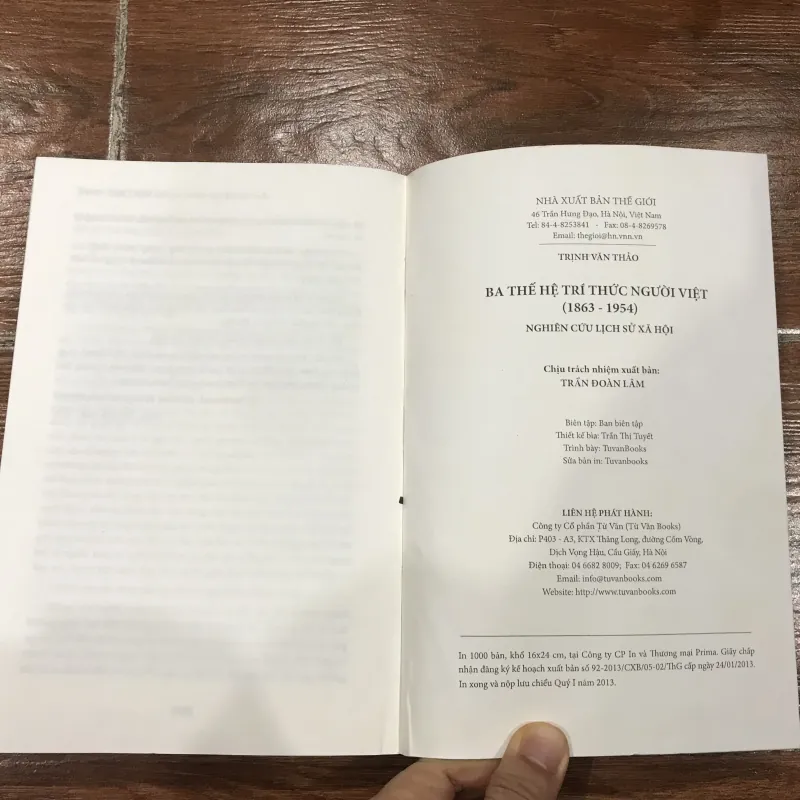 NHÀ XUẤT BẢN THẾ GIỚI
46 Trần Hưng Đạo, Hà Nội, Việt Nam
Tel: 84-4-8253841 - Fax: 08-4-8269578
Email: thegioi@hn.vnn.vn
TRỊNH VĂN THẢO
BA THẾ HỆ TRÍ THỨC NGƯỜI VIỆT
(1863 - 1954)
NGHIÊN CỨU LỊCH SỬ XÃ HỘI
Chịu trách nhiệm xuất bản:
TRẦN ĐOÀN LÂM
Biên tập: Ban biên tập
Thiết kế bìa: Trần Thị Tuyết
Trình bày: TuvanBooks
Sửa bản in: Tuvanbooks
LIÊN HỆ PHÁT HÀNH:
Công ty Cổ phần Từ Văn (Từ Văn Books)
Địa chỉ: P403 - A3, KTX Thăng Long, đường Cốm Vòng,
Dịch Vọng Hậu, Cầu Giấy, Hà Nội
Điện thoại: 04 6682 8009; Fax: 04 6269 6587
Email: info@tuvanbooks.com
Website: http://www.tuvanbooks.com
In 1000 bản, khổ 16x24 cm, tại Công ty CP In và Thương mại Prima. Giấy chấp
nhận đăng ký kế hoạch xuất bản số 92-2013/CXB/05-02/ThG cấp ngày 24/01/2013.
In xong và nộp lưu chiểu Quý I năm 2013.